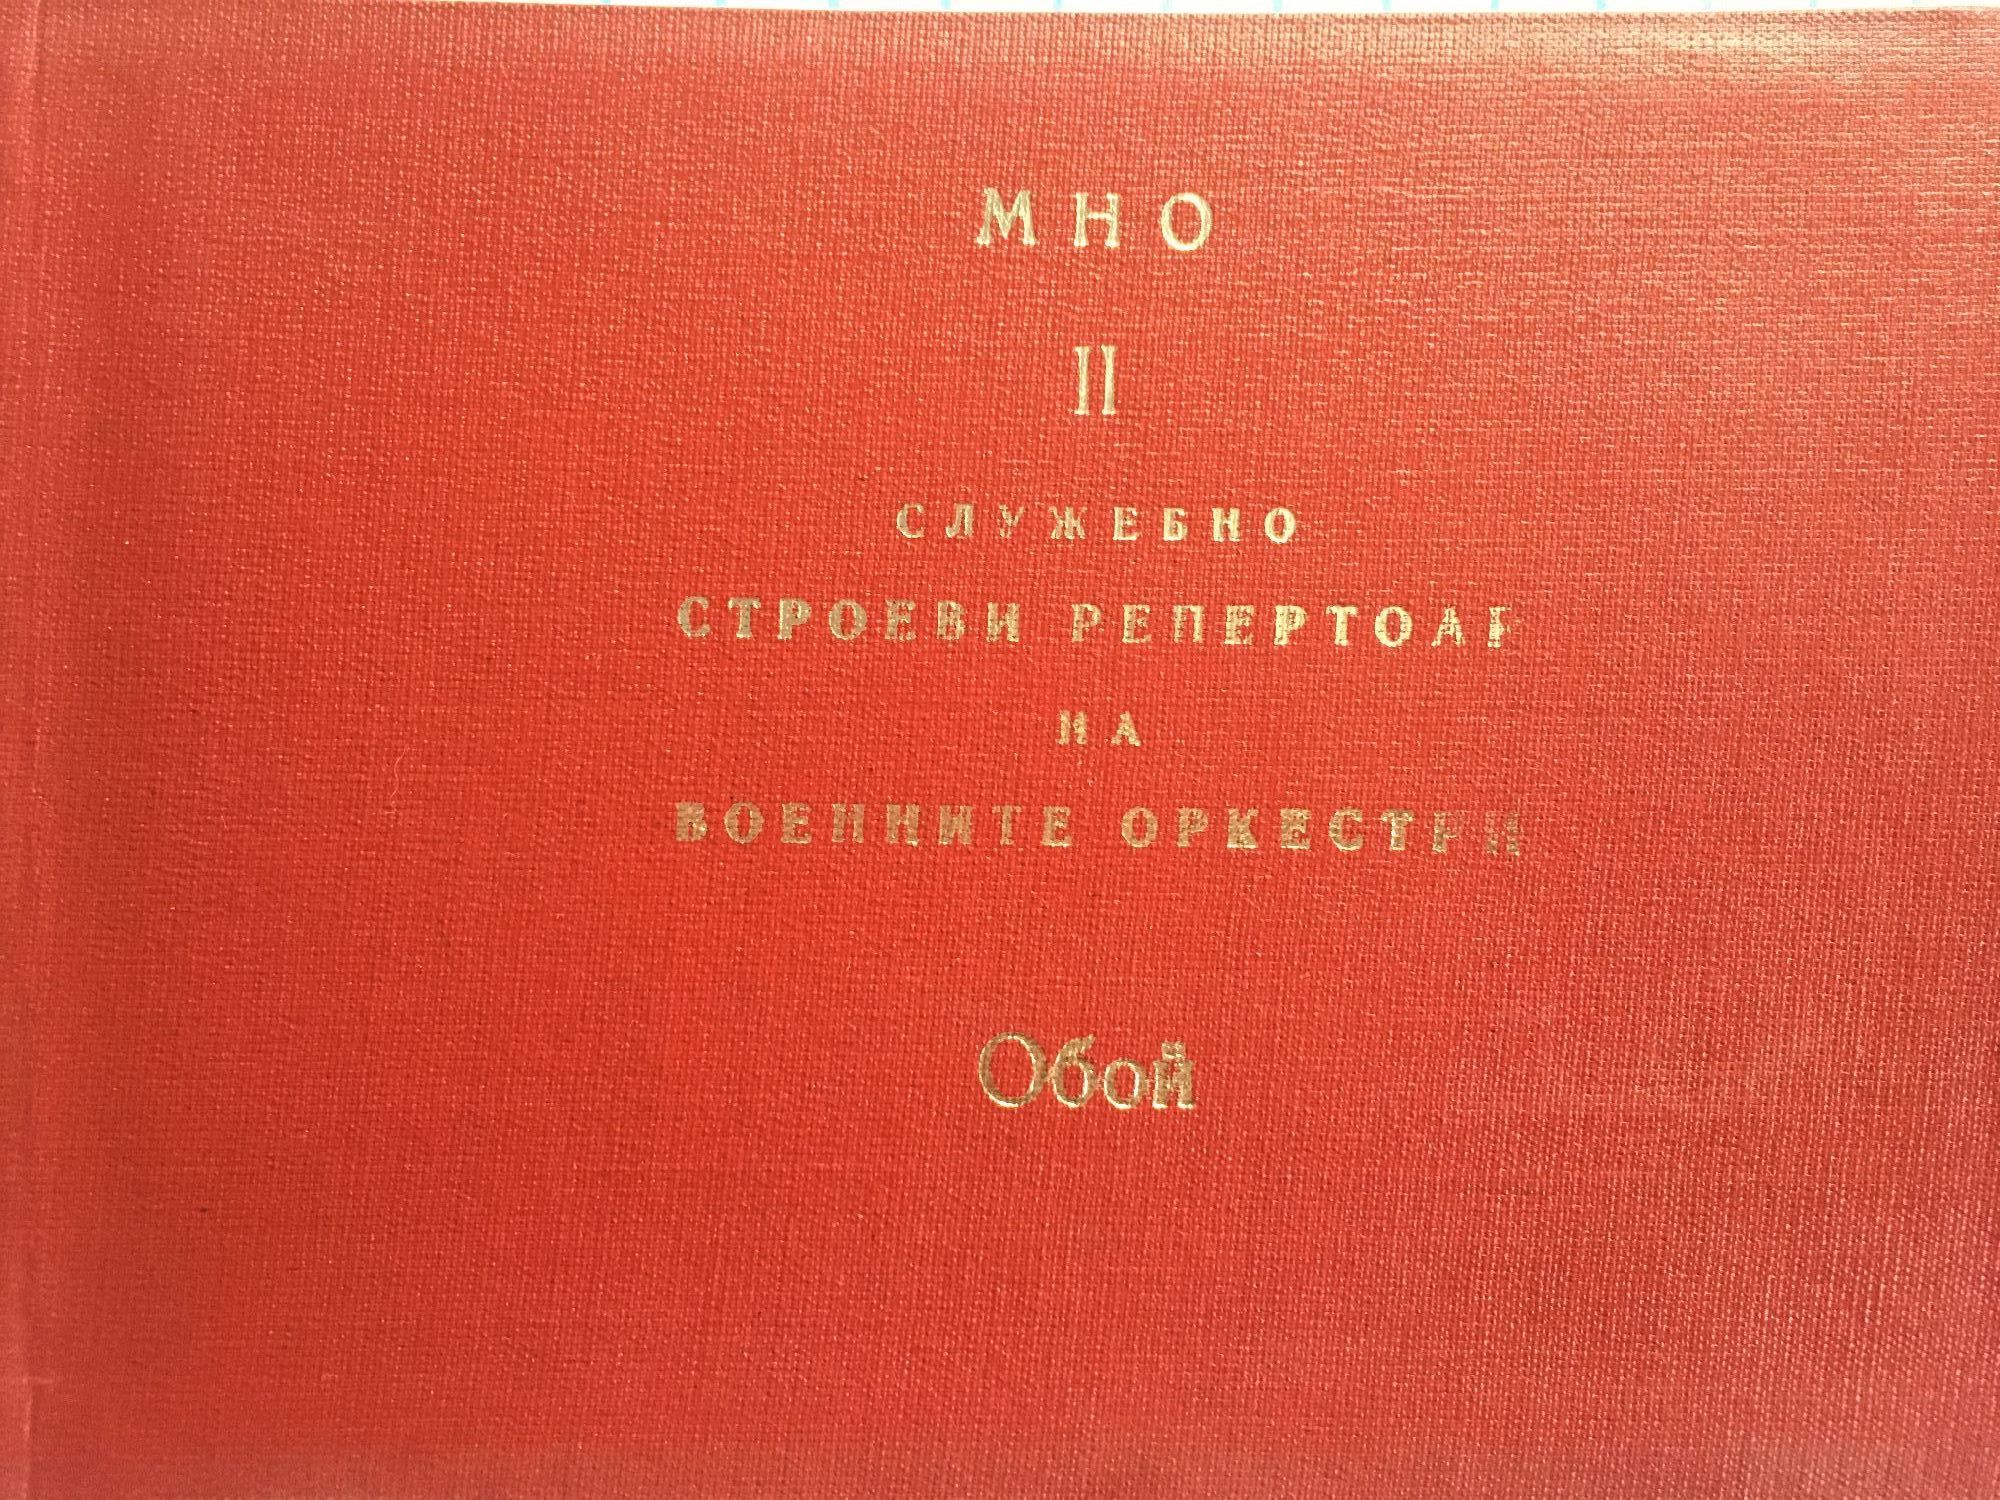 МНО
II
СЛУЖЕБНО
СТРОЕВИ РЕПЕРТОАР
НА
ВОЕННИТЕ ОРКЕСТРИ
Обой